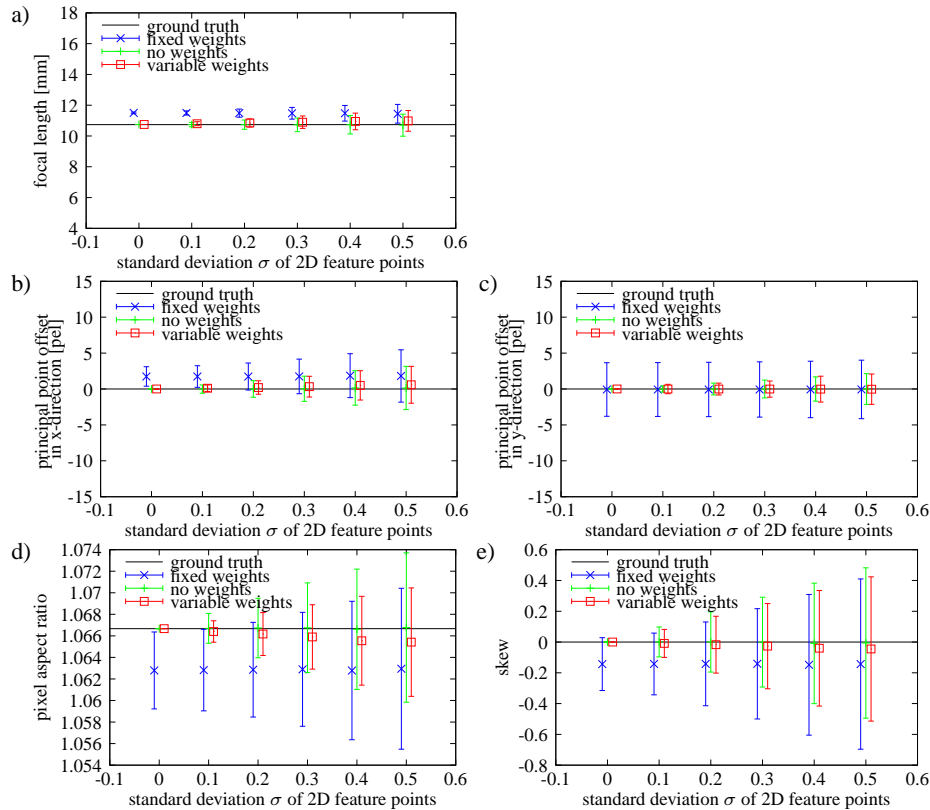 a)
18
16
14
12
10
8
6
4
focal length [mm]
ground truth
fixed weights
no weights
variable weights
-0.1 0 0.1 0.2 0.3 0.4 0.5 0.6
standard deviation σ of 2D feature points
b)
15
10
5
0
-5
-10
-15
principal point offset
in x-direction [pel]
ground truth
fixed weights
no weights
variable weights
-0.1 0 0.1 0.2 0.3 0.4 0.5 0.6
standard deviation σ of 2D feature points
c)
15
10
5
0
-5
-10
-15
principal point offset
in y-direction [pel]
ground truth
fixed weights
no weights
variable weights
-0.1 0 0.1 0.2 0.3 0.4 0.5 0.6
standard deviation σ of 2D feature points
d)
1.074
1.07
1.068
1.066
1.064
1.06
1.058
1.056
1.054
pixel aspect ratio
ground truth
fixed weights
no weights
variable weights
-0.1 0 0.1 0.2 0.3 0.4 0.5 0.6
standard deviation σ of 2D feature points
e)
0.6
0.4
0.2
0
-0.2
-0.4
-0.6
-0.8
skew
ground truth
fixed weights
no weights
variable weights
-0.1 0 0.1 0.2 0.3 0.4 0.5 0.6
standard deviation σ of 2D feature points